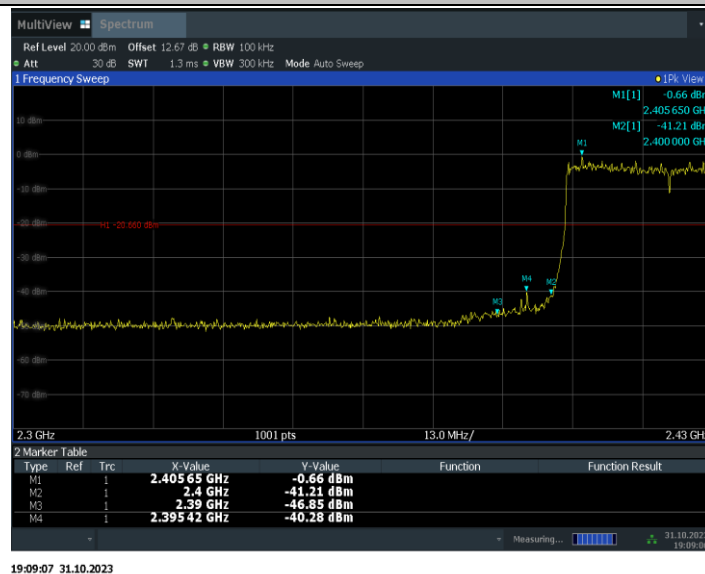 MultiView Spectrum
Ref Level 20.00 dBm Offset 12.67 dB RBW 100 kHz
Att 30 dB SWT 1.3 ms VBW 300 kHz Mode Auto Sweep
1 Frequency Sweep 1Pk View
M1[1] -0.66 dBm
2.405 650 GH
M2[1] -41.21 dBm
2.400 000 GH
10 dBm
M1
0 dBm
-10 dBm
-20 dBm
H1 -20.660 dBm
-30 dBm
M4
-40 dBm
M2
M3
-60 dBm
-70 dBm
2.3 GHz 1001 pts 13.0 MHz/ 2.43 GH
2 Marker Table
Type Ref Trc X-Value Y-Value Function Function Result
M1 1 2.405 65 GHz -0.66 dBm
M2 1 2.4 GHz -41.21 dBm
M3 1 2.39 GHz -46.85 dBm
M4 1 2.395 42 GHz -40.28 dBm
Measuring... 31.10.202
19:09:0
19:09:07 31.10.2023